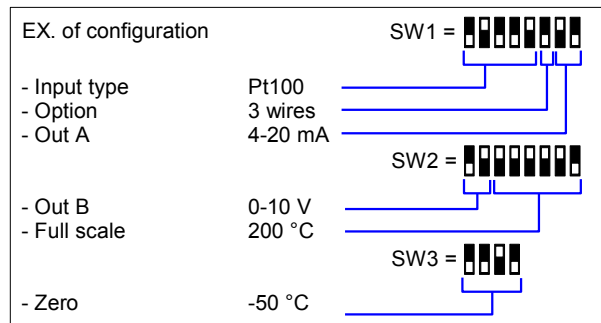 EX. of configuration SW1 =
- Input type Pt100
- Option 3 wires
- Out A 4-20 mA
SW2 =
- Out B 0-10 V
- Full scale 200 °C
SW3 =
- Zero -50 °C